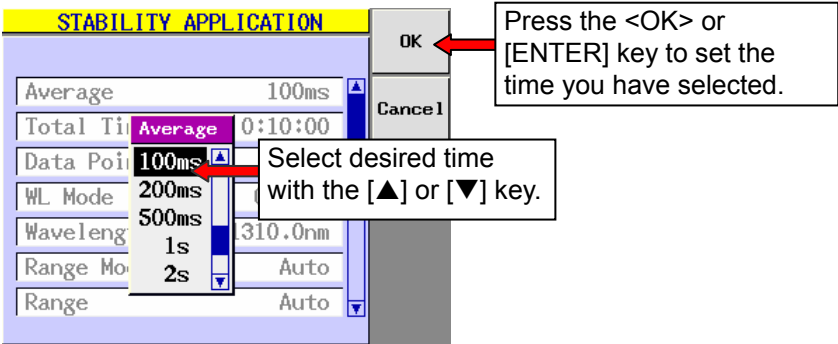 STABILITY APPLICATION
OK
Press the <OK> or
[ENTER] key to set the
time you have selected.
Average 100ms
Cancel
Total Ti 0:10:00
Average
Data Poi
100ms
Select desired time
with the [▲] or [▼] key.
WL Mode
200ms
500ms
Waveleng 1310.0nm
1s
Range Mo Auto
2s
Range Auto